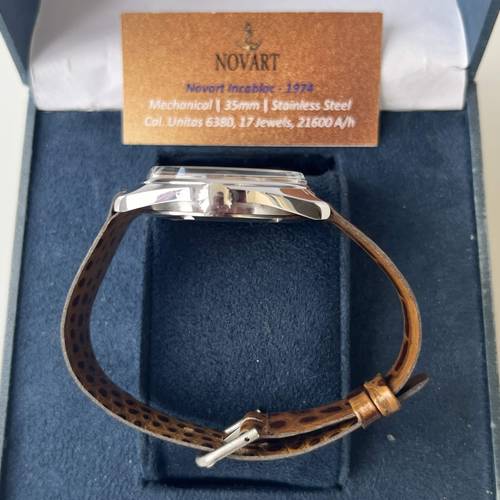 NOVART
Novart Incabloc - 1974
Mechanical | 35mm | Stainless Steel
Cal. Unitas 6380, 17 Jewels, 21600 A/h